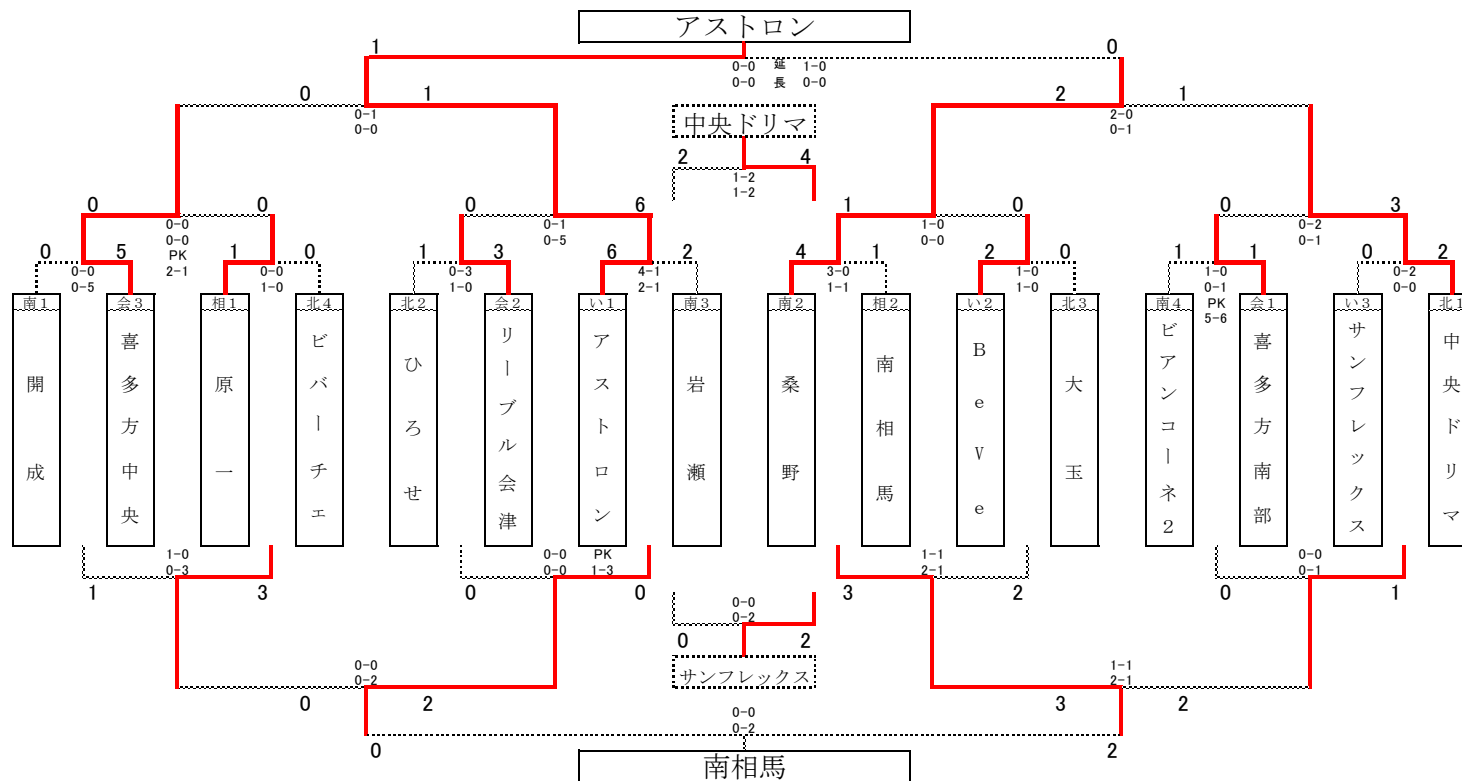 アストロン
1 0
0-0 延 1-0
0-0 長 0-0
0 1 2 1
0-1 2-0
0-0 0-1
中央ドリマ
2 4
1-2
1-2
0 0 0 6 1 0 0 3
0-0 0-1 1-0 0-2
0-0 0-5 0-0 0-1
PK
2-1
0 5 1 0 1 3 6 2 4 1 2 0 1 1 0 2
0-0 0-0 0-3 4-1 3-0 1-0 1-0 0-2
0-5 1-0 1-0 2-1 1-1 1-0 0-1 0-0
PK
5-6
南1 会3 相1 北4 北2 会2 い1 南3 南2 相2 い2 北3 南4 会1 い3 北1
開成
喜多方中央
原一
ビバーチェ
ひろせ
リーブル会津
アストロン
岩瀬
桑野
南相馬
BeVe
大玉
ビアンコーネ2
喜多方南部
サンフレックス
中央ドリマ
1-0 0-0 PK 1-1 0-0
0-3 0-0 1-3 2-1 0-1
1 3 0 0 3 2 0 1
0-0
0-2
0 2
サンフレックス
0-0 1-1
0-2 2-1
0 2 3 2
0-0
0-2
0 2
南相馬